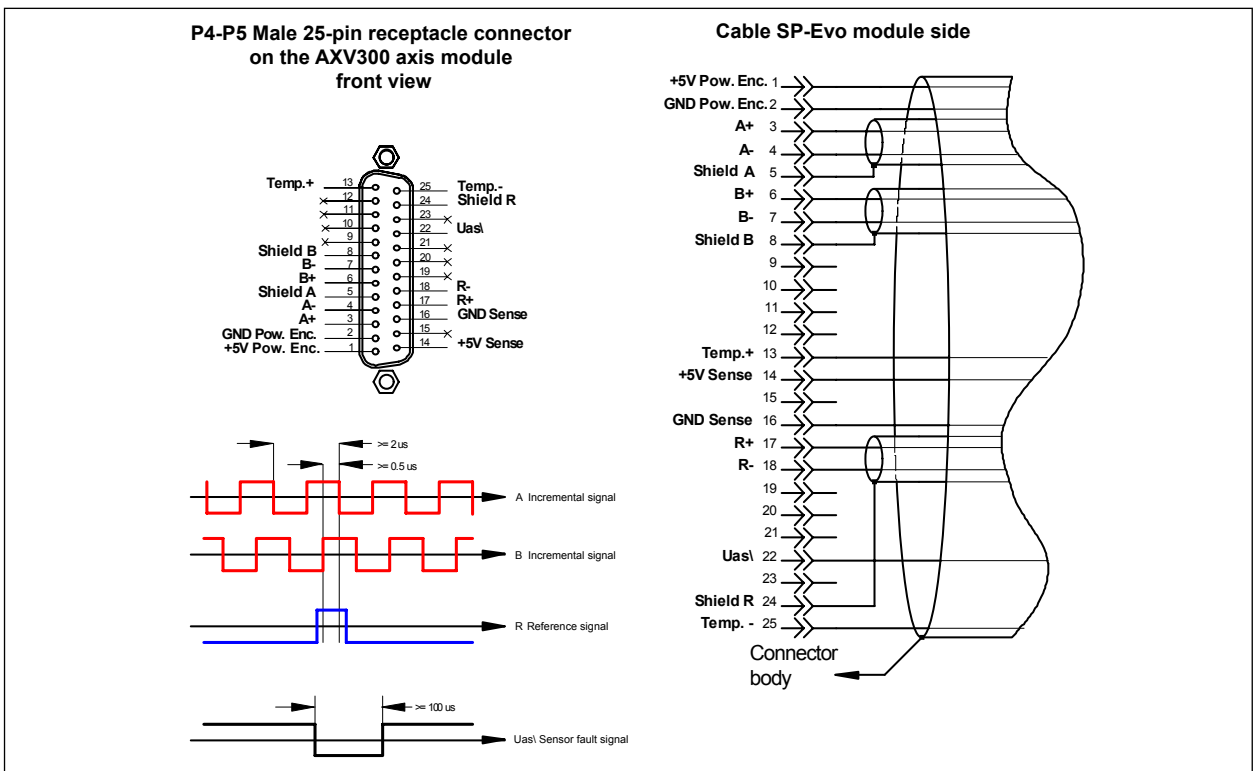 P4-P5 Male 25-pin receptacle connector
on the AXV300 axis module
front view
Temp.+ 13
12
11
10
9
Shield B 8
B- 7
B+ 6
Shield A 5
A- 4
A+ 3
GND Pow. Enc. 2
+5V Pow. Enc. 1
25 Temp.-
24 Shield R
23
22 Uas\
21
20
19
18 R-
17 R+
16 GND Sense
15
14 +5V Sense
>= 2 us
>= 0.5 us
A Incremental signal
B Incremental signal
R Reference signal
>= 100 us
Uas\ Sensor fault signal
Cable SP-Evo module side
+5V Pow. Enc. 1
GND Pow. Enc. 2
A+ 3
A- 4
Shield A 5
B+ 6
B- 7
Shield B 8
9
10
11
12
Temp.+ 13
+5V Sense 14
15
GND Sense 16
R+ 17
R- 18
19
20
21
Uas\ 22
23
Shield R 24
Temp. - 25
Connector
body